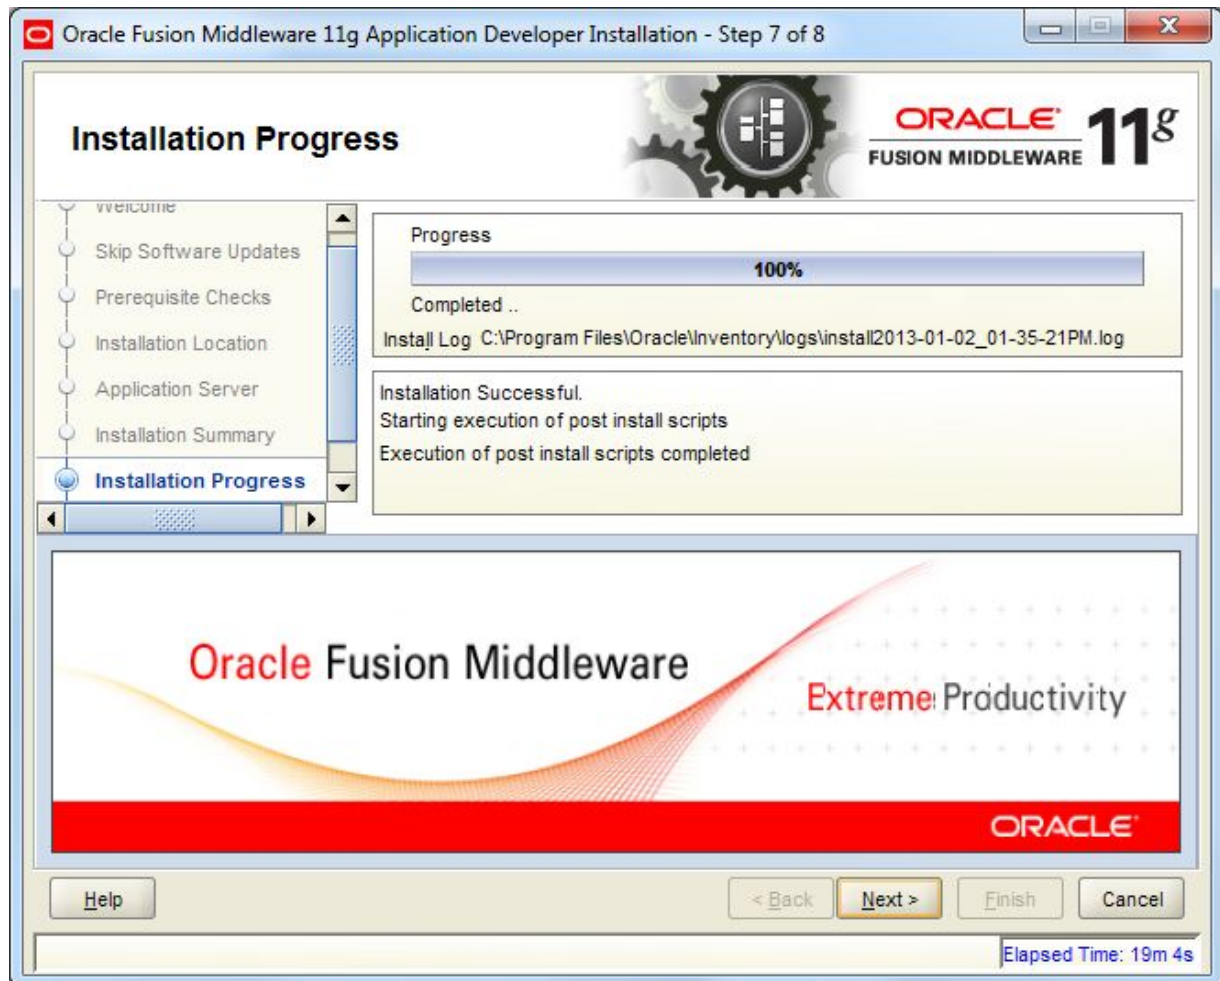 Oracle Fusion Middleware 11g Application Developer Installation - Step 7 of 8
Installation Progress
ORACLE
FUSION MIDDLEWARE
11g
Welcome
Skip Software Updates
Prerequisite Checks
Installation Location
Application Server
Installation Summary
Installation Progress
Progress
100%
Completed ..
Install Log C:\Program Files\Oracle\Inventory\logs\install2013-01-02_01-35-21PM.log
Installation Successful.
Starting execution of post install scripts
Execution of post install scripts completed
Oracle Fusion Middleware
Extreme Productivity
ORACLE
Help
< Back
Next >
Finish
Cancel
Elapsed Time: 19m 4s